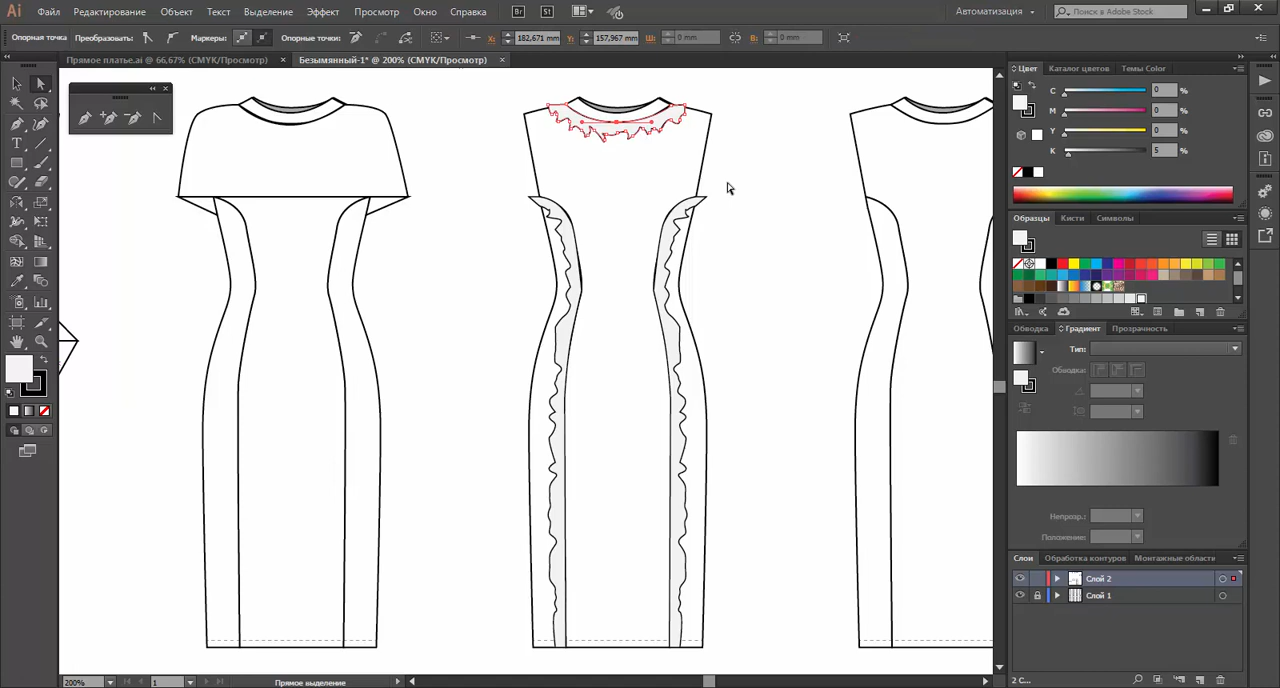 Ai Файл Редактирование Объект Текст Выделение Эффект Просмотр Окно Справка Br St Автоматизация Поиск в Adobe Stock
Опорная точка Преобразовать: Маркеры: Опорные точки: X: 182,671 mm Y: 157,967 mm Ш: 0 mm В: 0 mm
Прямое платье.ai @ 66,67% (CMYK/Просмотр) × Безымянный-1* @ 200% (CMYK/Просмотр) ×
Цвет Каталог цветов Темы Color
C 0 %
M 0 %
Y 0 %
K 5 %
Образцы Кисти Символы
Обводка Градиент Прозрачность
Тип:
Обводка:
Непрозр.:
Положение:
Слои Обработка контуров Монтажные области
Слой 2
Слой 1
2 С...
200% 1 Прямое выделение